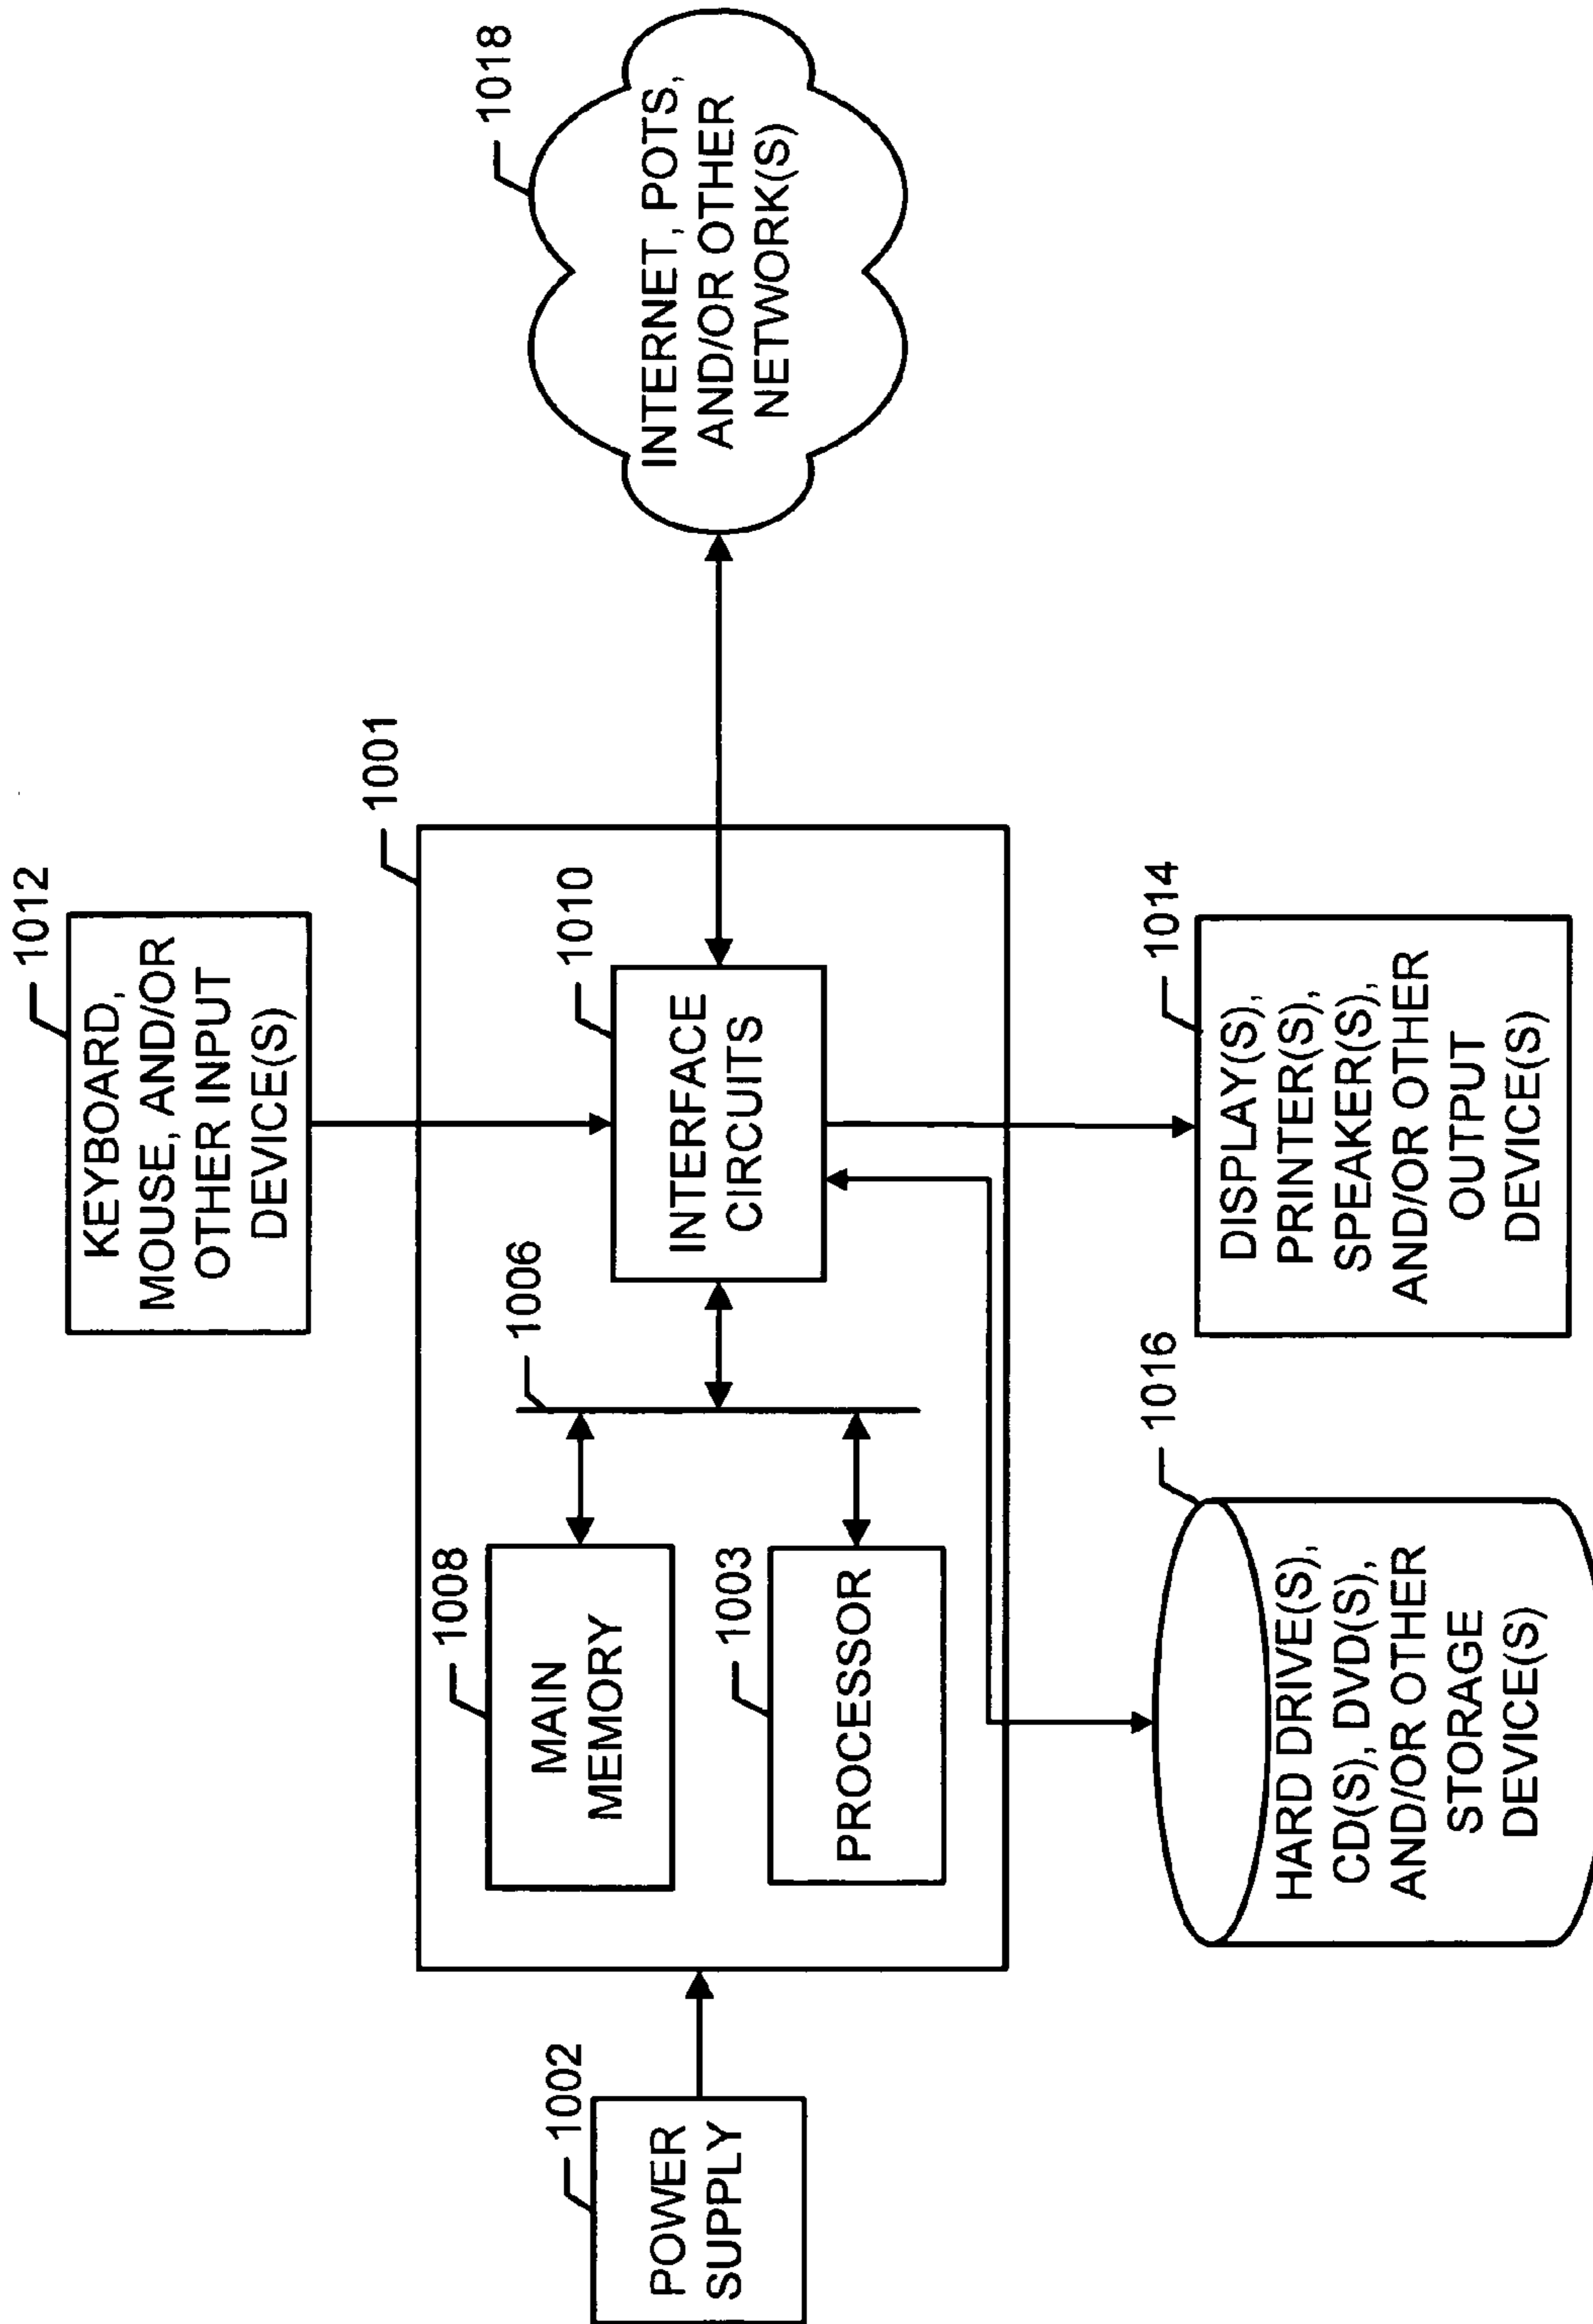 1012
KEYBOARD,
MOUSE, AND/OR
OTHER INPUT
DEVICE(S)
1018
INTERNET, POTS,
AND/OR OTHER
NETWORK(S)
1001
1002
POWER
SUPPLY
1008
MAIN
MEMORY
1006
1010
INTERFACE
CIRCUITS
1003
PROCESSOR
1016
HARD DRIVE(S),
CD(S), DVD(S),
AND/OR OTHER
STORAGE
DEVICE(S)
1014
DISPLAY(S),
PRINTER(S),
SPEAKER(S),
AND/OR OTHER
OUTPUT
DEVICE(S)